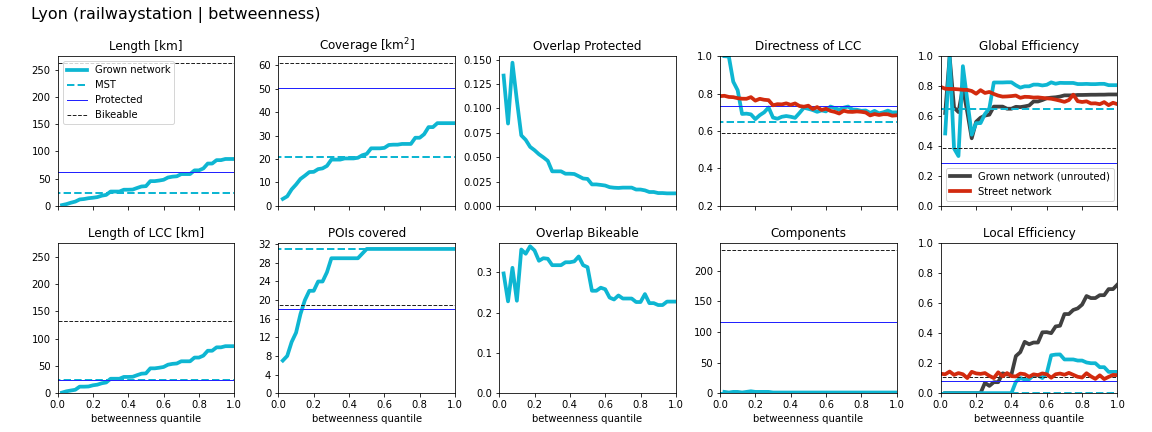 Lyon (railwaystation | betweenness)
Length [km]
250
200
150
100
50
0
Grown network
MST
Protected
Bikeable
Coverage [km²]
60
50
40
30
20
10
0
Overlap Protected
0.150
0.125
0.100
0.075
0.050
0.025
0.000
Directness of LCC
1.0
0.8
0.6
0.4
0.2
Global Efficiency
1.0
0.8
0.6
0.4
0.2
0.0
Grown network (unrouted)
Street network
Length of LCC [km]
250
200
150
100
50
0
0.0 0.2 0.4 0.6 0.8 1.0
betweenness quantile
POIs covered
32
28
24
20
16
12
8
4
0
0.0 0.2 0.4 0.6 0.8 1.0
betweenness quantile
Overlap Bikeable
0.3
0.2
0.1
0.0
0.0 0.2 0.4 0.6 0.8 1.0
betweenness quantile
Components
200
150
100
50
0
0.0 0.2 0.4 0.6 0.8 1.0
betweenness quantile
Local Efficiency
1.0
0.8
0.6
0.4
0.2
0.0
0.0 0.2 0.4 0.6 0.8 1.0
betweenness quantile